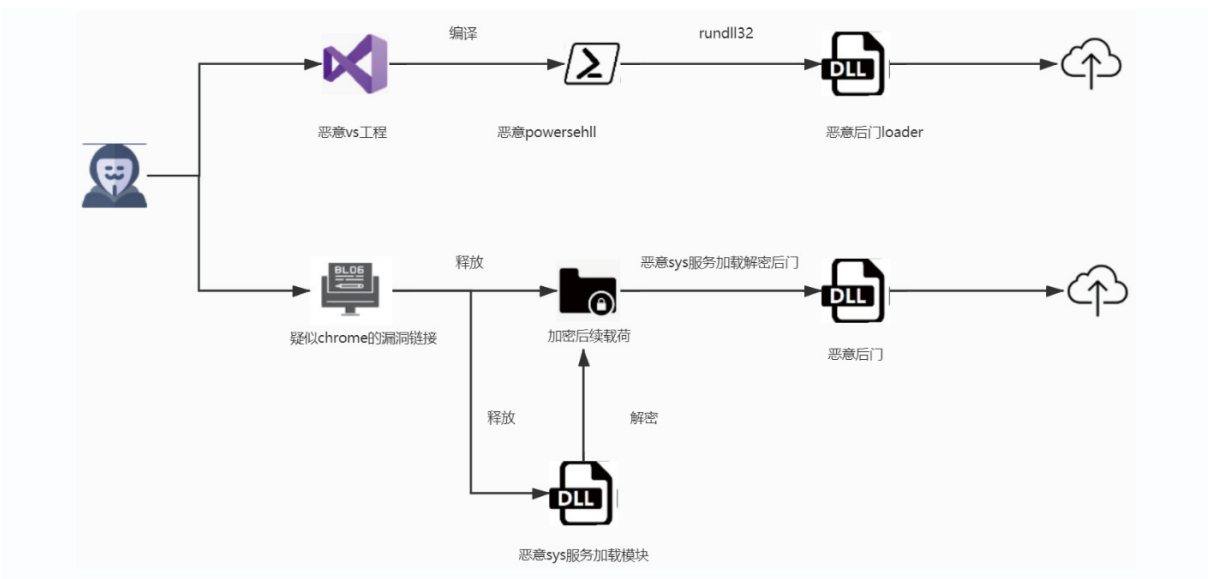 编译
rundll32
DLL
恶意vs工程
恶意powersehll
恶意后门loader
BLOG
释放
恶意sys服务加载解密后门
DLL
疑似chrome的漏洞链接
加密后续载荷
恶意后门
释放
解密
DLL
恶意sys服务加载模块